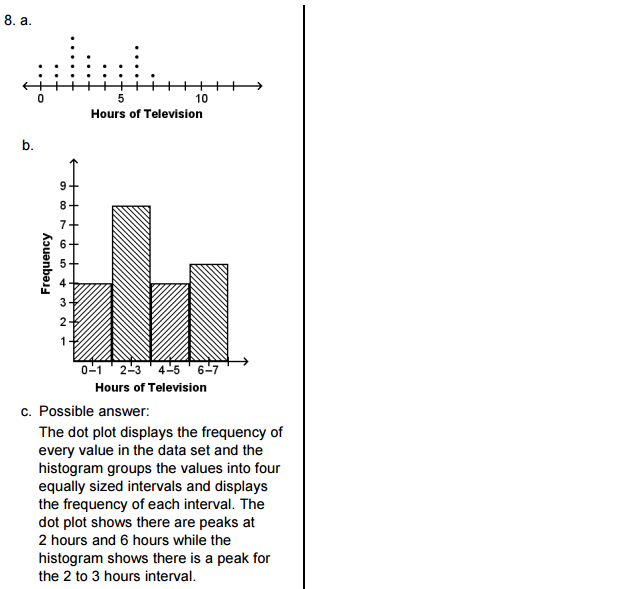 8. a.
0 5 10
Hours of Television
b.
9
8
7
6
5
4
3
2
1
Frequency
0–1 2–3 4–5 6–7
Hours of Television
c. Possible answer:
The dot plot displays the frequency of
every value in the data set and the
histogram groups the values into four
equally sized intervals and displays
the frequency of each interval. The
dot plot shows there are peaks at
2 hours and 6 hours while the
histogram shows there is a peak for
the 2 to 3 hours interval.